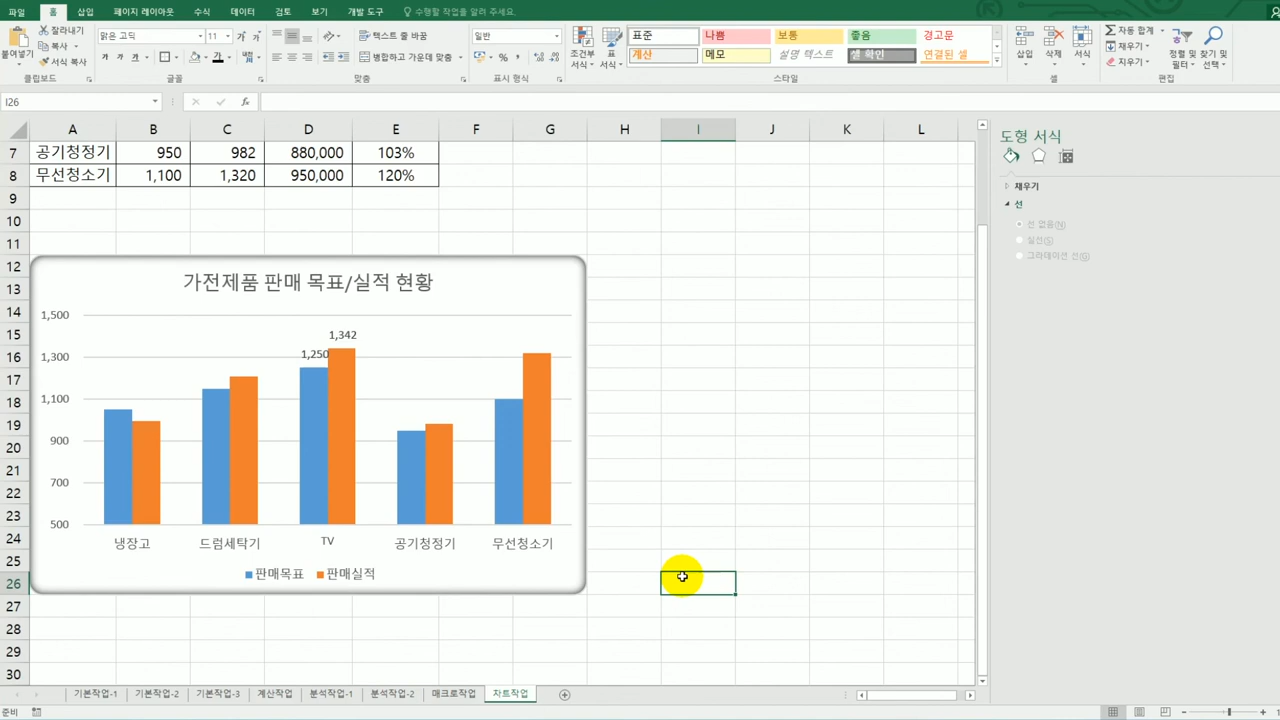 파일 홈 삽입 페이지 레이아웃 수식 데이터 검토 보기 개발 도구 수행할 작업을 알려 주세요.
붙여넣기 잘라내기 복사 서식 복사 클립보드
맑은 고딕 11 가 가 가 글꼴
텍스트 줄 병합하고 가운데 맞춤 맞춤
일반 % , 표시 형식
조건부 서식 표 서식 표준 나쁨 보통 좋음 경고문
계산 메모 설명 텍스트 셀 확인 연결된 셀 스타일
삽입 삭제 서식 셀
자동 합계 채우기 지우기 정렬 및 필터 찾기 및 선택 편집
I26 fx
A B C D E F G H I J K L
7 공기청정기 950 982 880,000 103%
8 무선청소기 1,100 1,320 950,000 120%
9
10
11
12
13
14
15
16
17
18
19
20
21
22
23
24
25
26
27
28
29
30
가전제품 판매 목표/실적 현황
1,500
1,300
1,100
900
700
500
1,342
1,250
냉장고 드럼세탁기 TV 공기청정기 무선청소기
판매목표 판매실적
도형 서식
채우기
선
선 없음(N)
실선(S)
그라데이션 선(G)
기본작업-1 기본작업-2 기본작업-3 계산작업 분석작업-1 분석작업-2 매크로작업 차트작업
준비